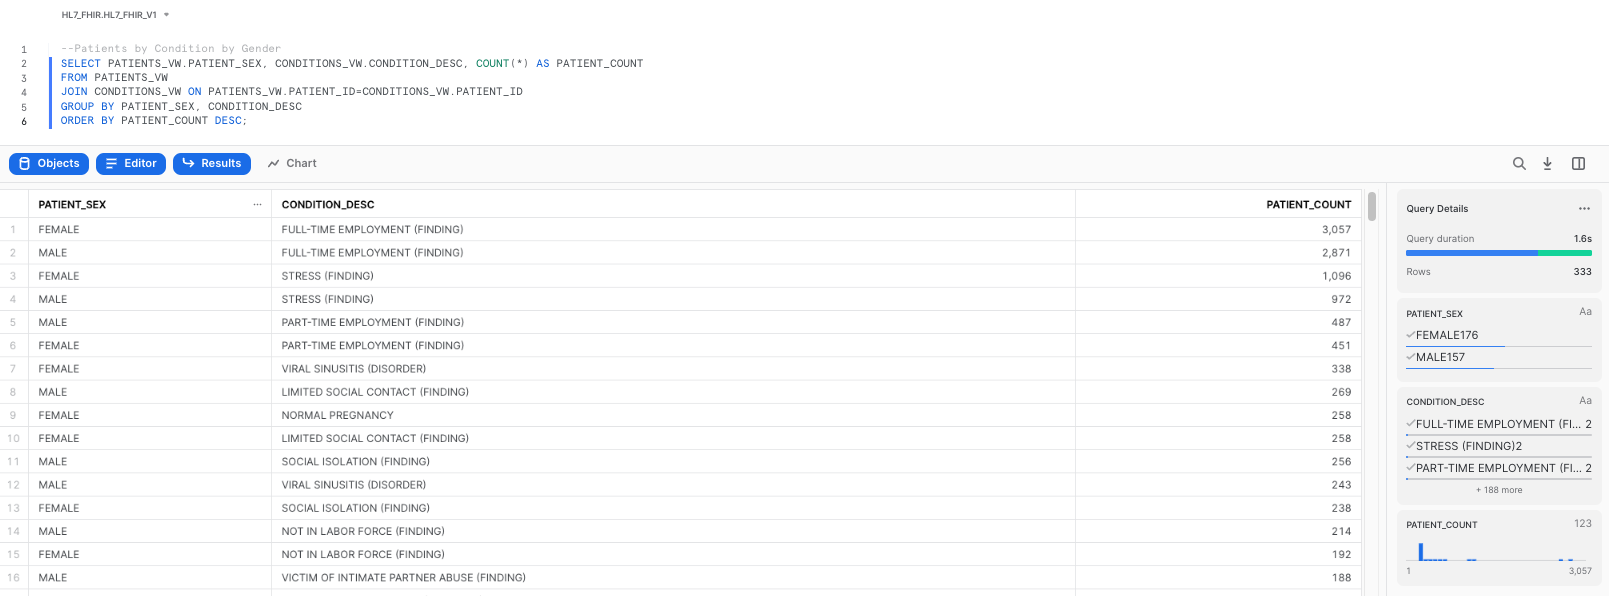 HL7_FHIR.HL7_FHIR_V1
1 --Patients by Condition by Gender
2 SELECT PATIENTS_VW.PATIENT_SEX, CONDITIONS_VW.CONDITION_DESC, COUNT(*) AS PATIENT_COUNT
3 FROM PATIENTS_VW
4 JOIN CONDITIONS_VW ON PATIENTS_VW.PATIENT_ID=CONDITIONS_VW.PATIENT_ID
5 GROUP BY PATIENT_SEX, CONDITION_DESC
6 ORDER BY PATIENT_COUNT DESC;
Objects Editor Results Chart
PATIENT_SEX ... CONDITION_DESC PATIENT_COUNT
1 FEMALE FULL-TIME EMPLOYMENT (FINDING) 3,057
2 MALE FULL-TIME EMPLOYMENT (FINDING) 2,871
3 FEMALE STRESS (FINDING) 1,096
4 MALE STRESS (FINDING) 972
5 MALE PART-TIME EMPLOYMENT (FINDING) 487
6 FEMALE PART-TIME EMPLOYMENT (FINDING) 451
7 FEMALE VIRAL SINUSITIS (DISORDER) 338
8 MALE LIMITED SOCIAL CONTACT (FINDING) 269
9 FEMALE NORMAL PREGNANCY 258
10 FEMALE LIMITED SOCIAL CONTACT (FINDING) 258
11 MALE SOCIAL ISOLATION (FINDING) 256
12 MALE VIRAL SINUSITIS (DISORDER) 243
13 FEMALE SOCIAL ISOLATION (FINDING) 238
14 MALE NOT IN LABOR FORCE (FINDING) 214
15 FEMALE NOT IN LABOR FORCE (FINDING) 192
16 MALE VICTIM OF INTIMATE PARTNER ABUSE (FINDING) 188
Query Details ...
Query duration 1.6s
Rows 333
PATIENT_SEX Aa
FEMALE176
MALE157
CONDITION_DESC Aa
FULL-TIME EMPLOYMENT (FI... 2
STRESS (FINDING)2
PART-TIME EMPLOYMENT (FI... 2
+ 188 more
PATIENT_COUNT 123
1 3,057